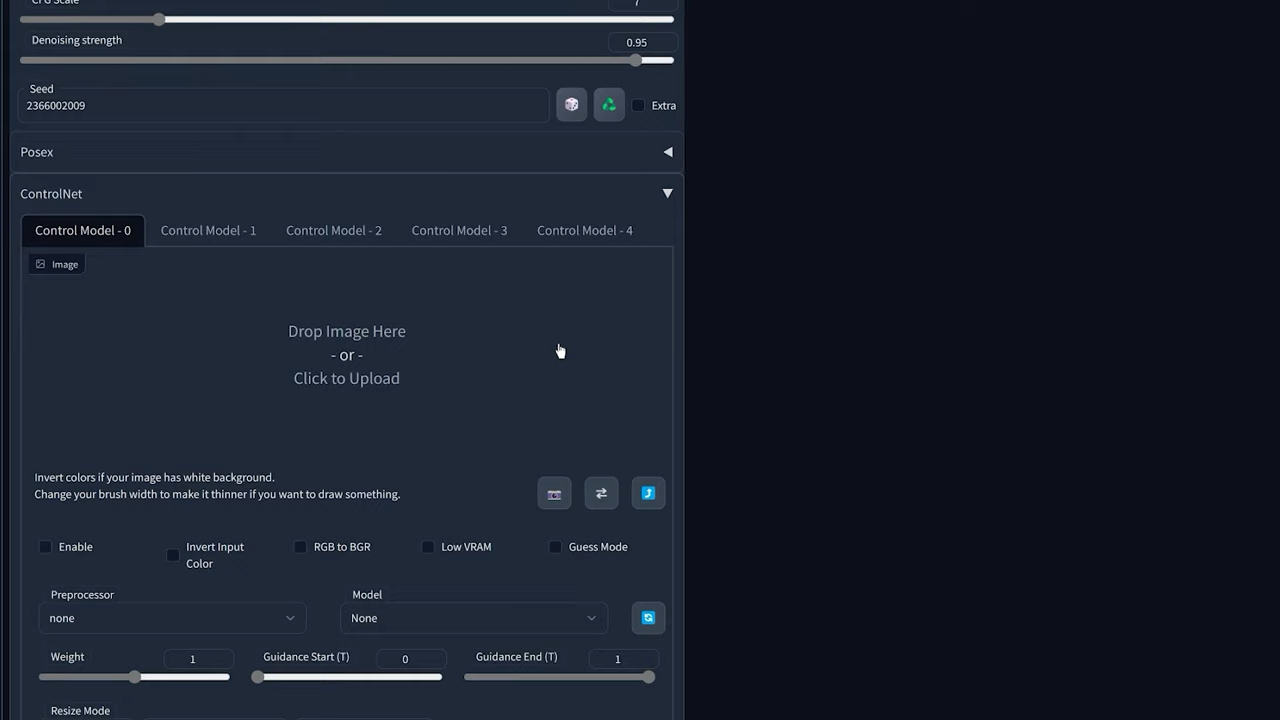 CFG Scale
7
Denoising strength
0.95
Seed
2366002009
Extra
Posex
ControlNet
Control Model - 0
Control Model - 1
Control Model - 2
Control Model - 3
Control Model - 4
Image
Drop Image Here
- or -
Click to Upload
Invert colors if your image has white background.
Change your brush width to make it thinner if you want to draw something.
Enable
Invert Input
Color
RGB to BGR
Low VRAM
Guess Mode
Preprocessor
Model
none
None
Weight
1
Guidance Start (T)
0
Guidance End (T)
1
Resize Mode